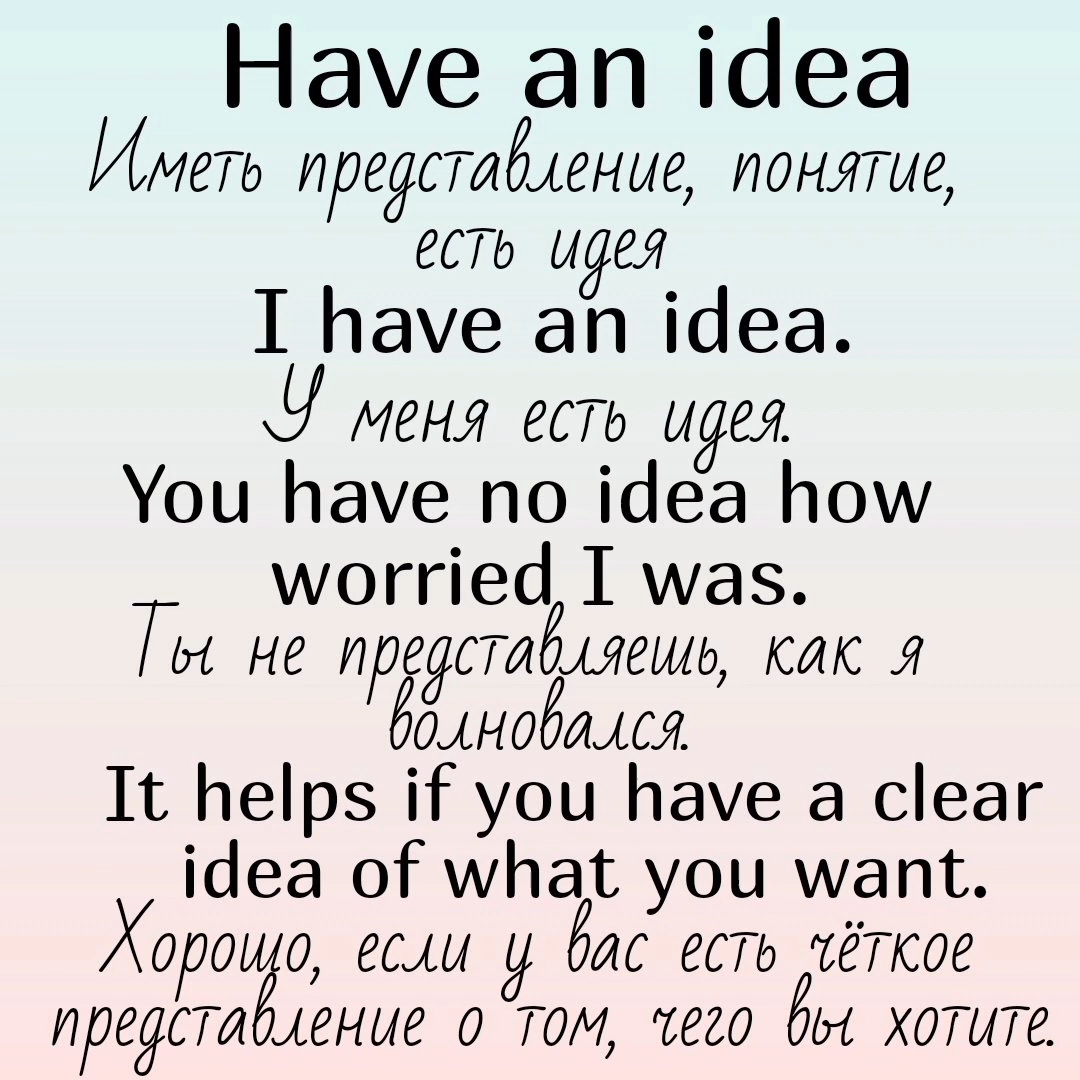 Have an idea
Иметь представление, понятие,
есть идея
I have an idea.
У меня есть идея.
You have no idea how
worried I was.
Ты не представляешь, как я
волновался.
It helps if you have a clear
idea of what you want.
Хорошо, если у вас есть чёткое
представление о том, чего вы хотите.